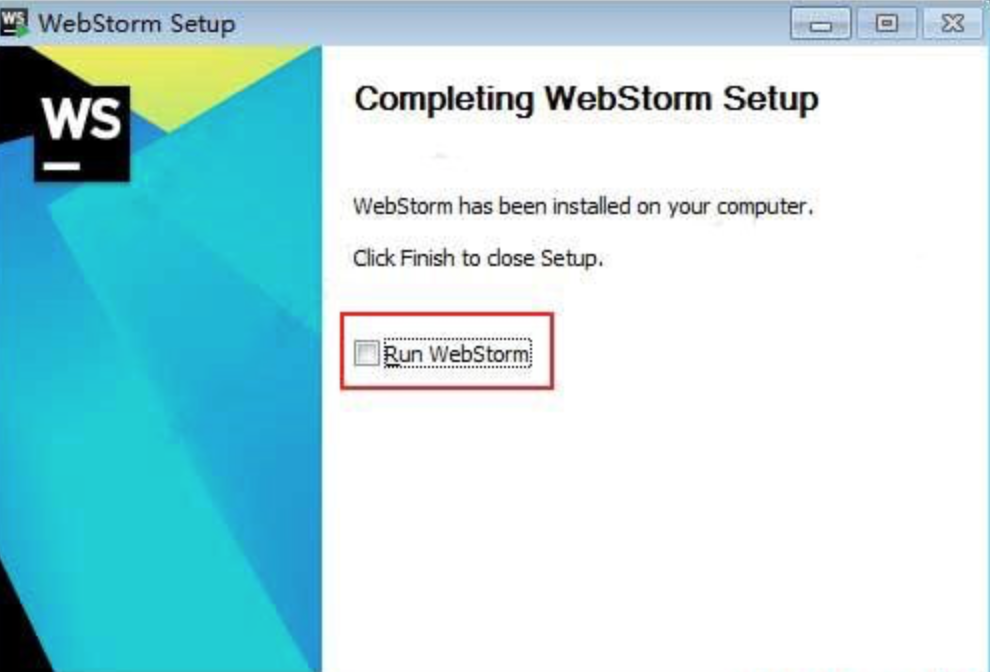 WS WebStorm Setup
WS
Completing WebStorm Setup
WebStorm has been installed on your computer.
Click Finish to close Setup.
Run WebStorm